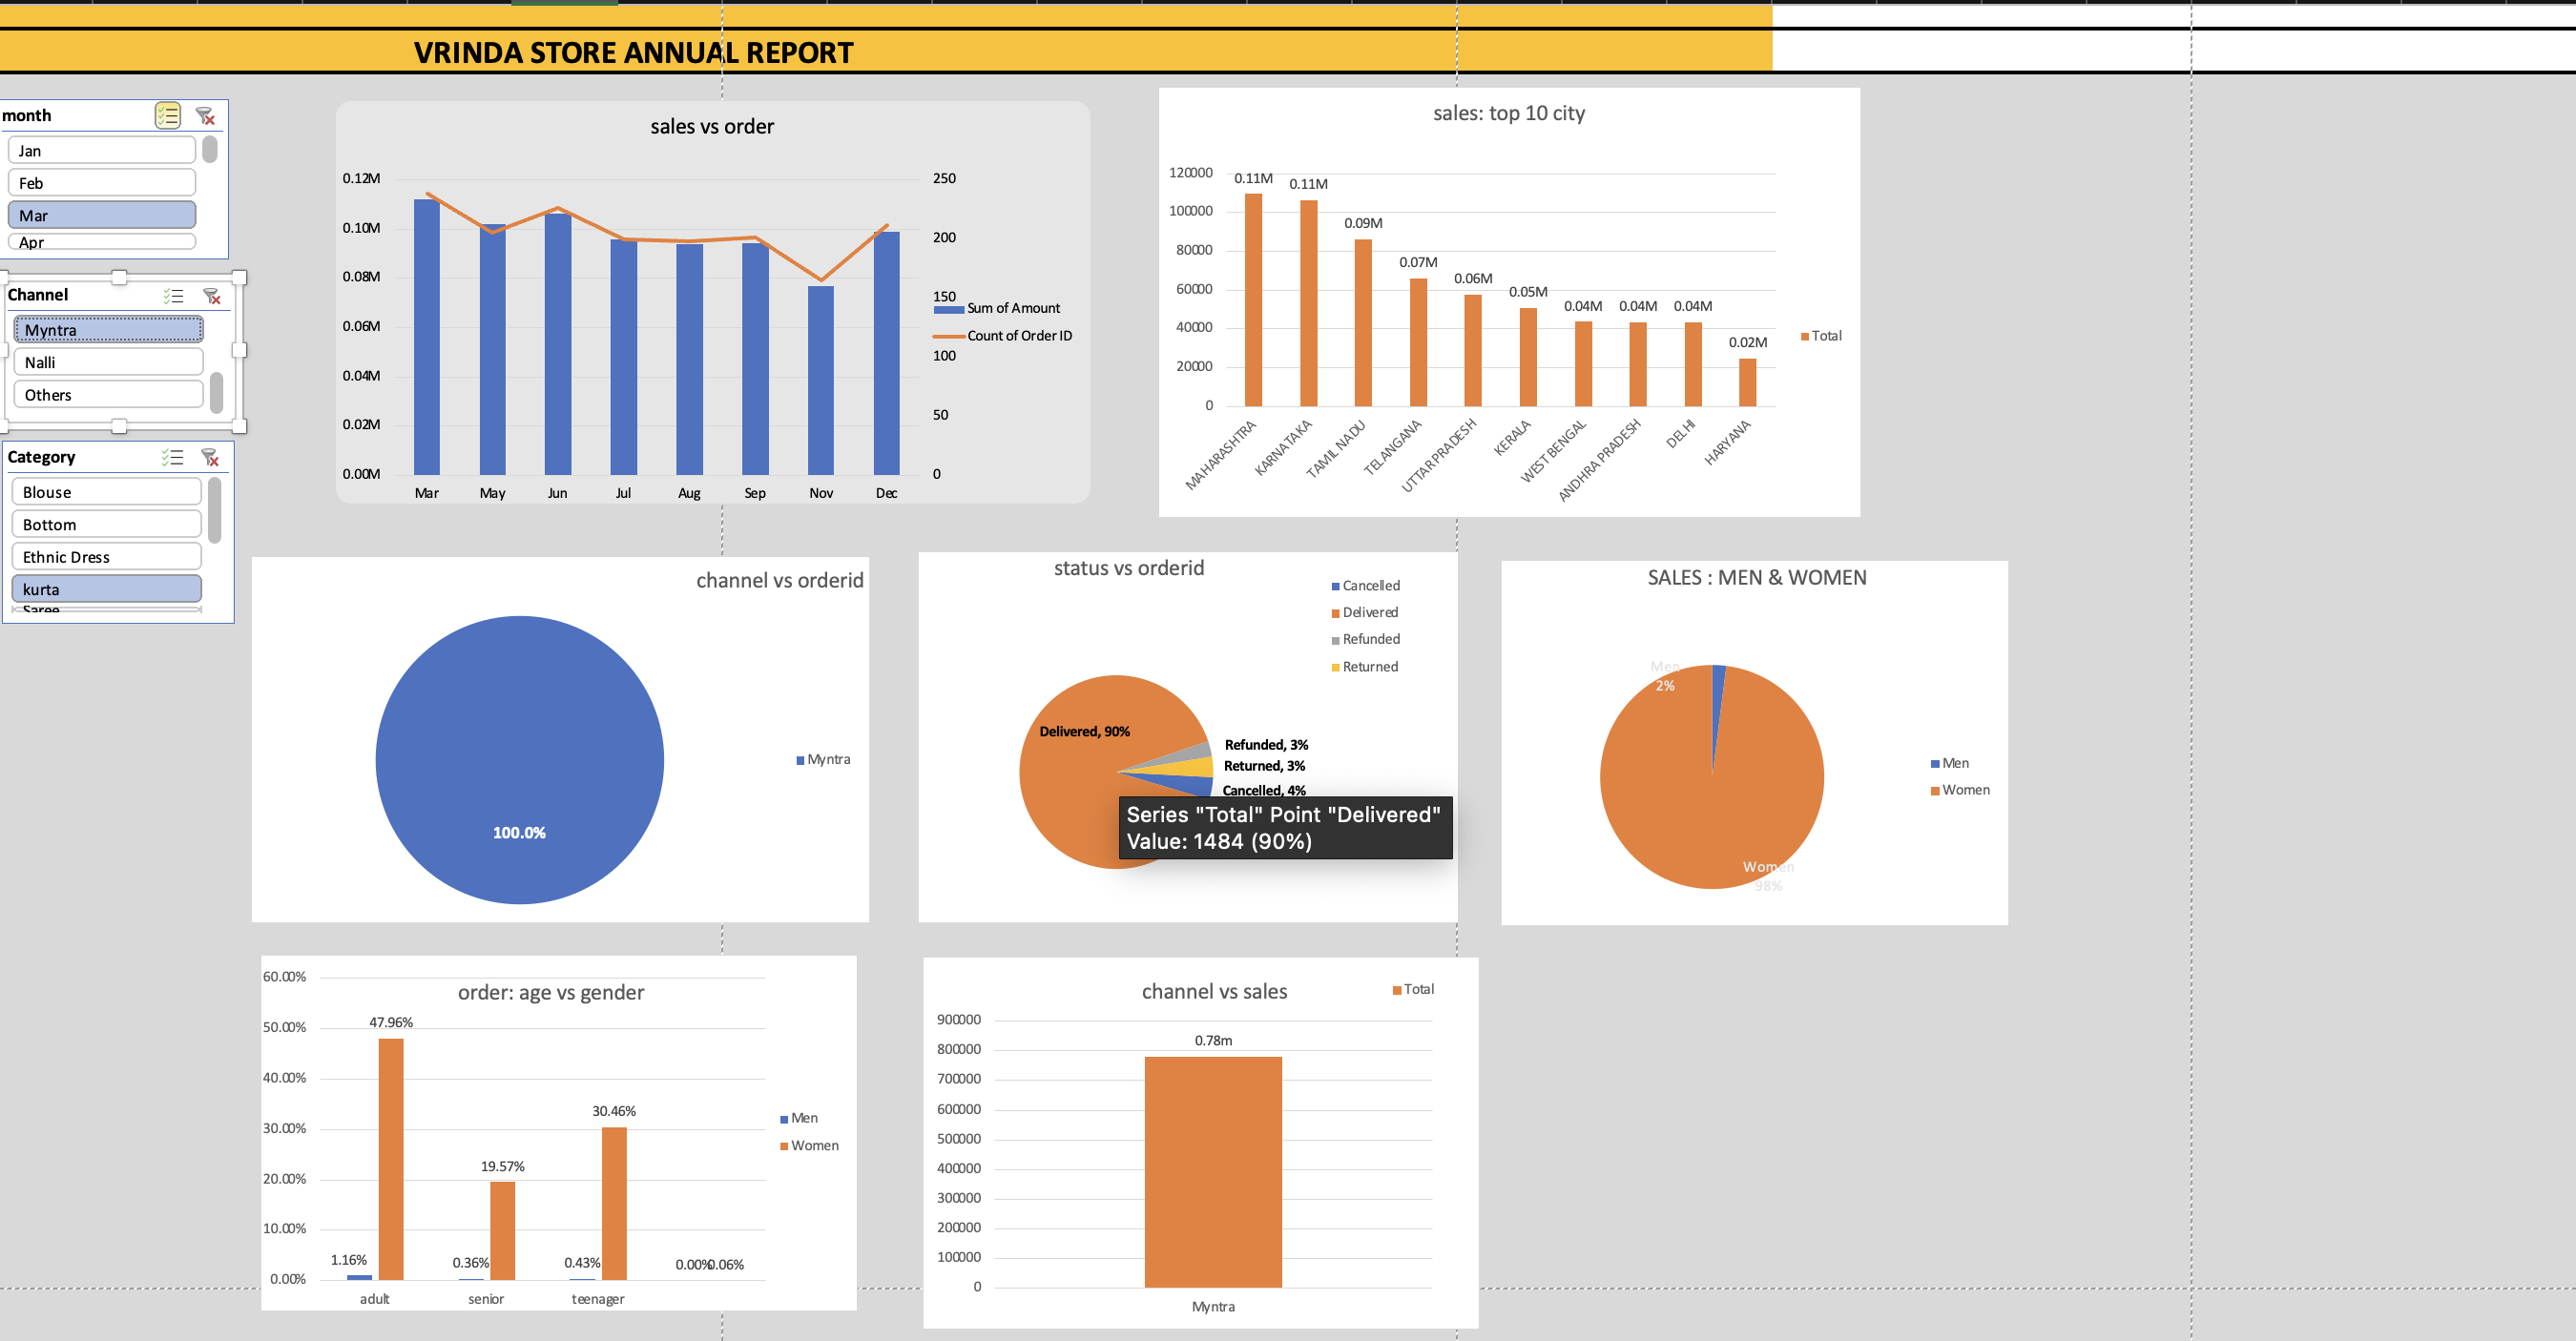 VRINDA STORE ANNUAL REPORT
month
Jan
Feb
Mar
Apr
Channel
Myntra
Nalli
Others
Category
Blouse
Bottom
Ethnic Dress
kurta
Saree
sales vs order
0.12M
0.10M
0.08M
0.06M
0.04M
0.02M
0.00M
250
200
150
100
50
0
Sum of Amount
Count of Order ID
Mar May Jun Jul Aug Sep Nov Dec
sales: top 10 city
120000
100000
80000
60000
40000
20000
0
0.11M 0.11M 0.09M 0.07M 0.06M 0.05M 0.04M 0.04M 0.04M 0.02M
MAHARASHTRA
KARNATAKA
TAMIL NADU
TELANGANA
UTTAR PRADESH
KERALA
WEST BENGAL
ANDHRA PRADESH
DELHI
HARYANA
Total
channel vs orderid
100.0%
Myntra
status vs orderid
Cancelled
Delivered
Refunded
Returned
Delivered, 90%
Refunded, 3%
Returned, 3%
Cancelled, 4%
Series "Total" Point "Delivered"
Value: 1484 (90%)
SALES : MEN & WOMEN
Men
2%
Women
98%
Men
Women
order: age vs gender
60.00%
50.00%
40.00%
30.00%
20.00%
10.00%
0.00%
1.16% 47.96%
0.36% 19.57%
0.43% 30.46%
0.00% 0.06%
adult senior teenager
Men
Women
channel vs sales
Total
900000
800000
700000
600000
500000
400000
300000
200000
100000
0
0.78m
Myntra